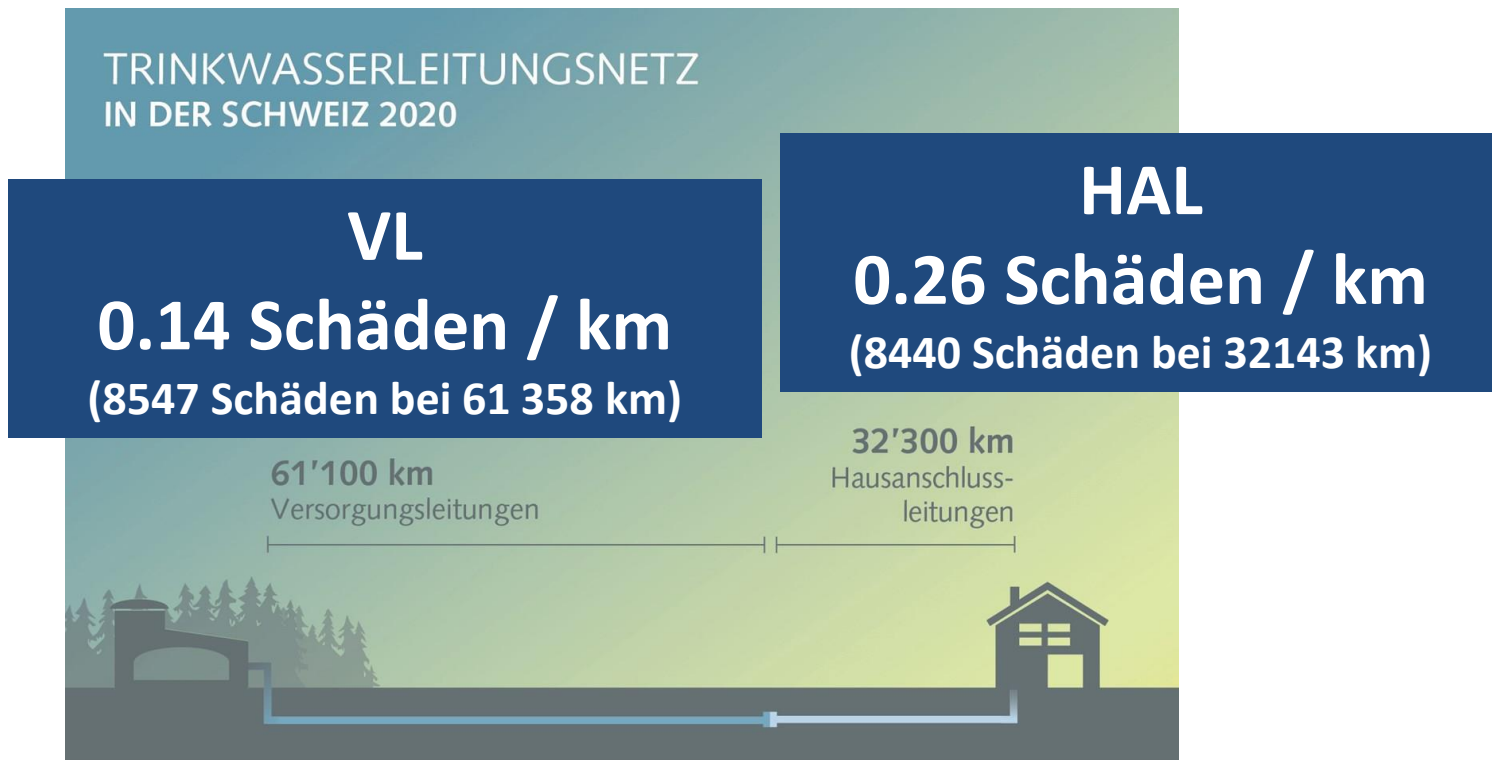 TRINKWASSERLEITUNGSNETZ
IN DER SCHWEIZ 2020
VL
0.14 Schäden / km
(8547 Schäden bei 61 358 km)
HAL
0.26 Schäden / km
(8440 Schäden bei 32143 km)
61’100 km
Versorgungsleitungen
32’300 km
Hausanschluss-
leitungen